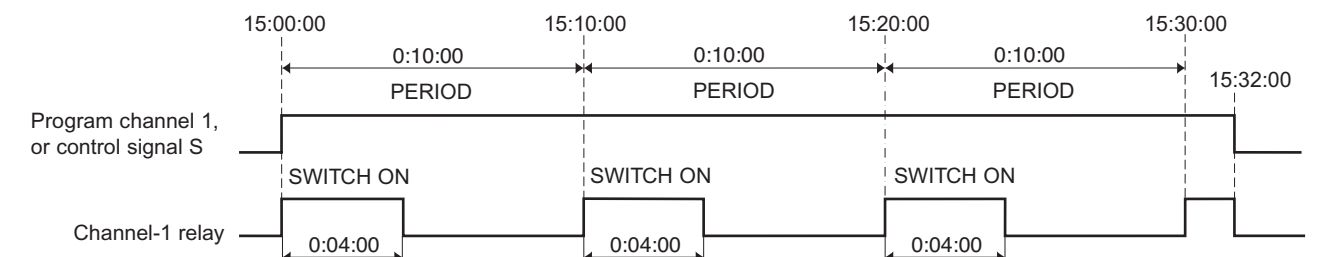 15:00:00 15:10:00 15:20:00 15:30:00
0:10:00 0:10:00 0:10:00
PERIOD PERIOD PERIOD 15:32:00
Program channel 1,
or control signal S
SWITCH ON SWITCH ON SWITCH ON
Channel-1 relay
0:04:00 0:04:00 0:04:00